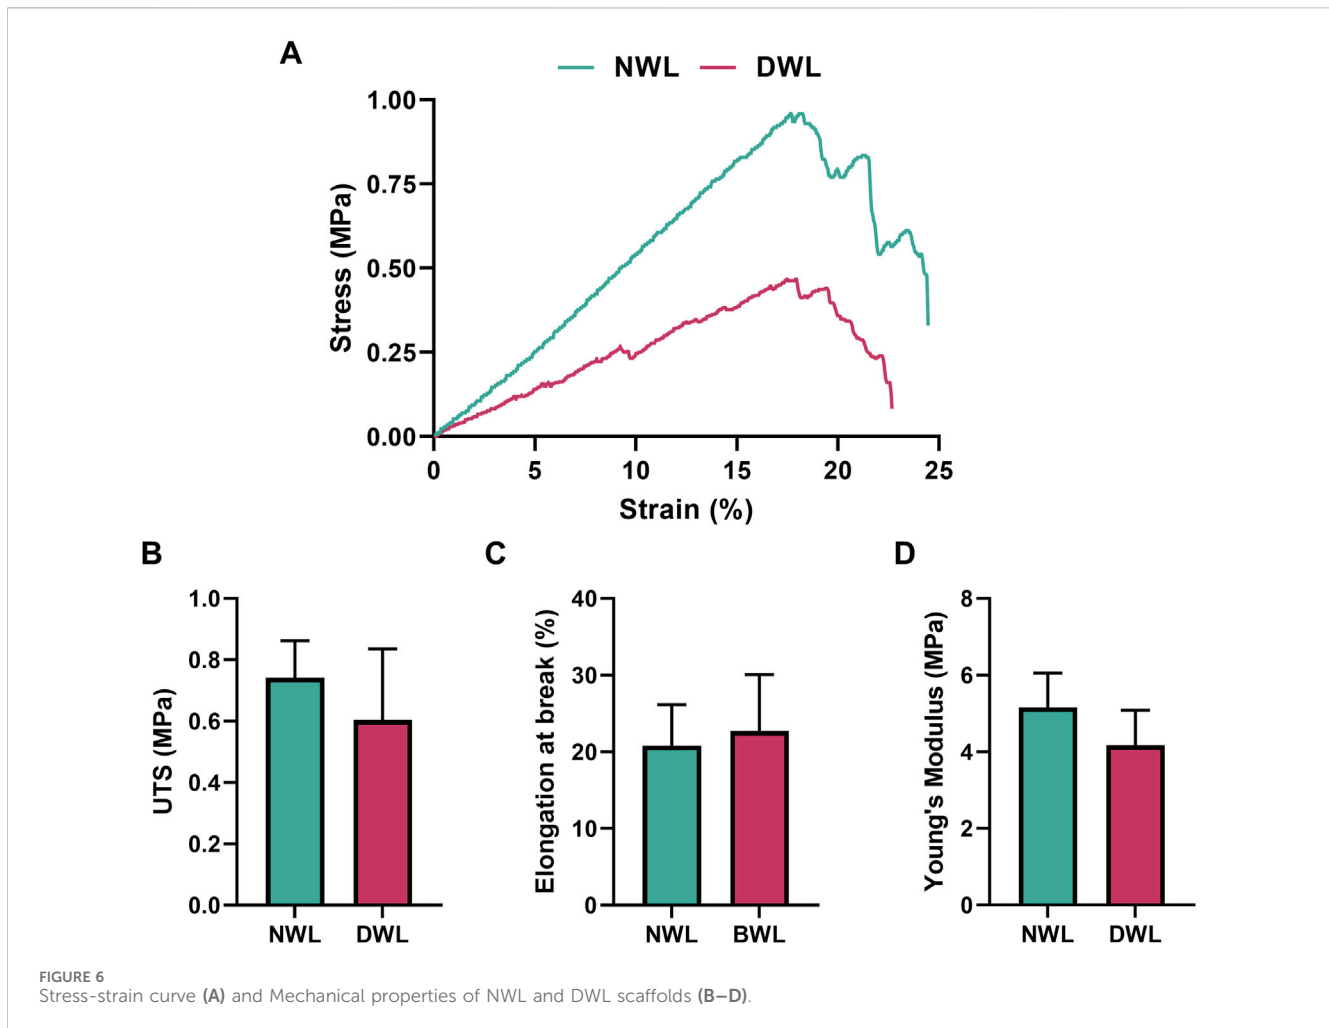 A
NWL DWL
1.00
0.75
0.50
0.25
0.00
Stress (MPa)
0 5 10 15 20 25
Strain (%)
B
1.0
0.8
0.6
0.4
0.2
0.0
UTS (MPa)
NWL DWL
C
40
30
20
10
0
Elongation at break (%)
NWL BWL
D
8
6
4
2
0
Young's Modulus (MPa)
NWL DWL
FIGURE 6
Stress-strain curve (A) and Mechanical properties of NWL and DWL scaffolds (B–D).